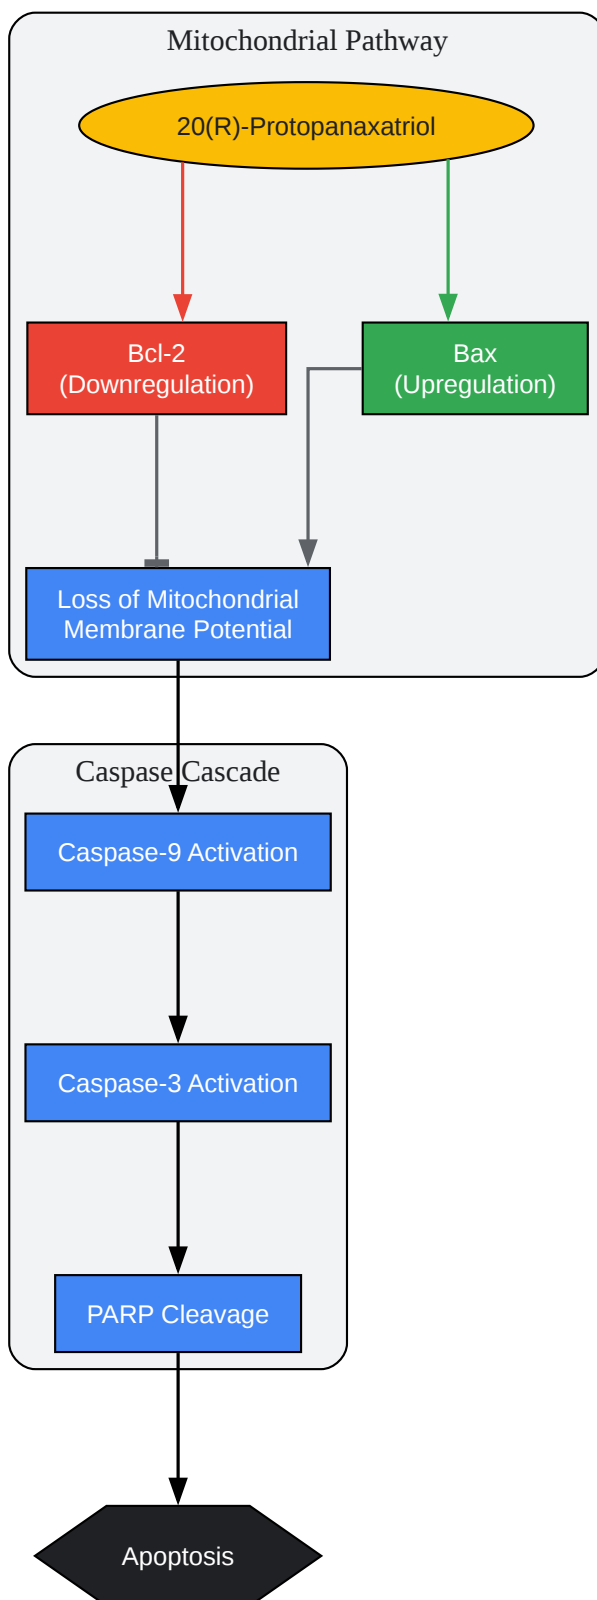 Mitochondrial Pathway
20(R)-Protopanaxatriol
Bcl-2
(Downregulation)
Bax
(Upregulation)
Loss of Mitochondrial
Membrane Potential
Caspase Cascade
Caspase-9 Activation
Caspase-3 Activation
PARP Cleavage
Apoptosis